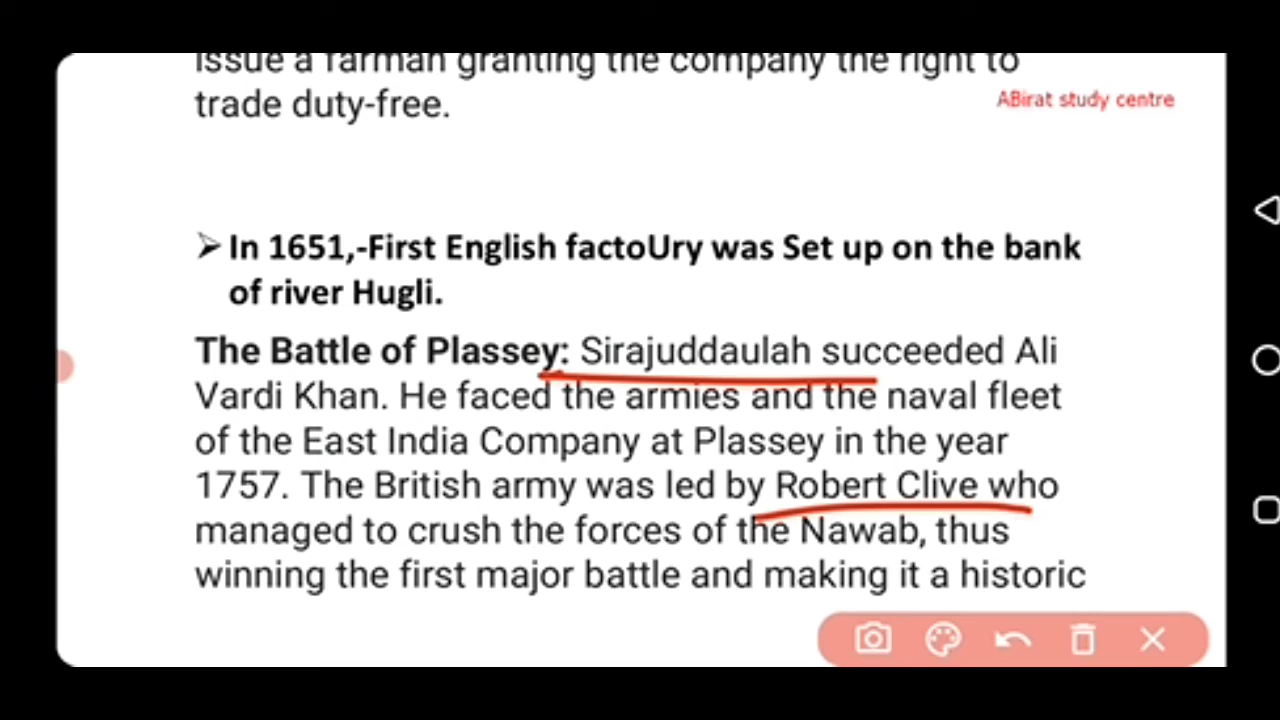 issue a farman granting the company the right to
trade duty-free.
ABirat study centre
➢ In 1651,-First English factoUry was Set up on the bank
of river Hugli.
The Battle of Plassey: Sirajuddaulah succeeded Ali
Vardi Khan. He faced the armies and the naval fleet
of the East India Company at Plassey in the year
1757. The British army was led by Robert Clive who
managed to crush the forces of the Nawab, thus
winning the first major battle and making it a historic